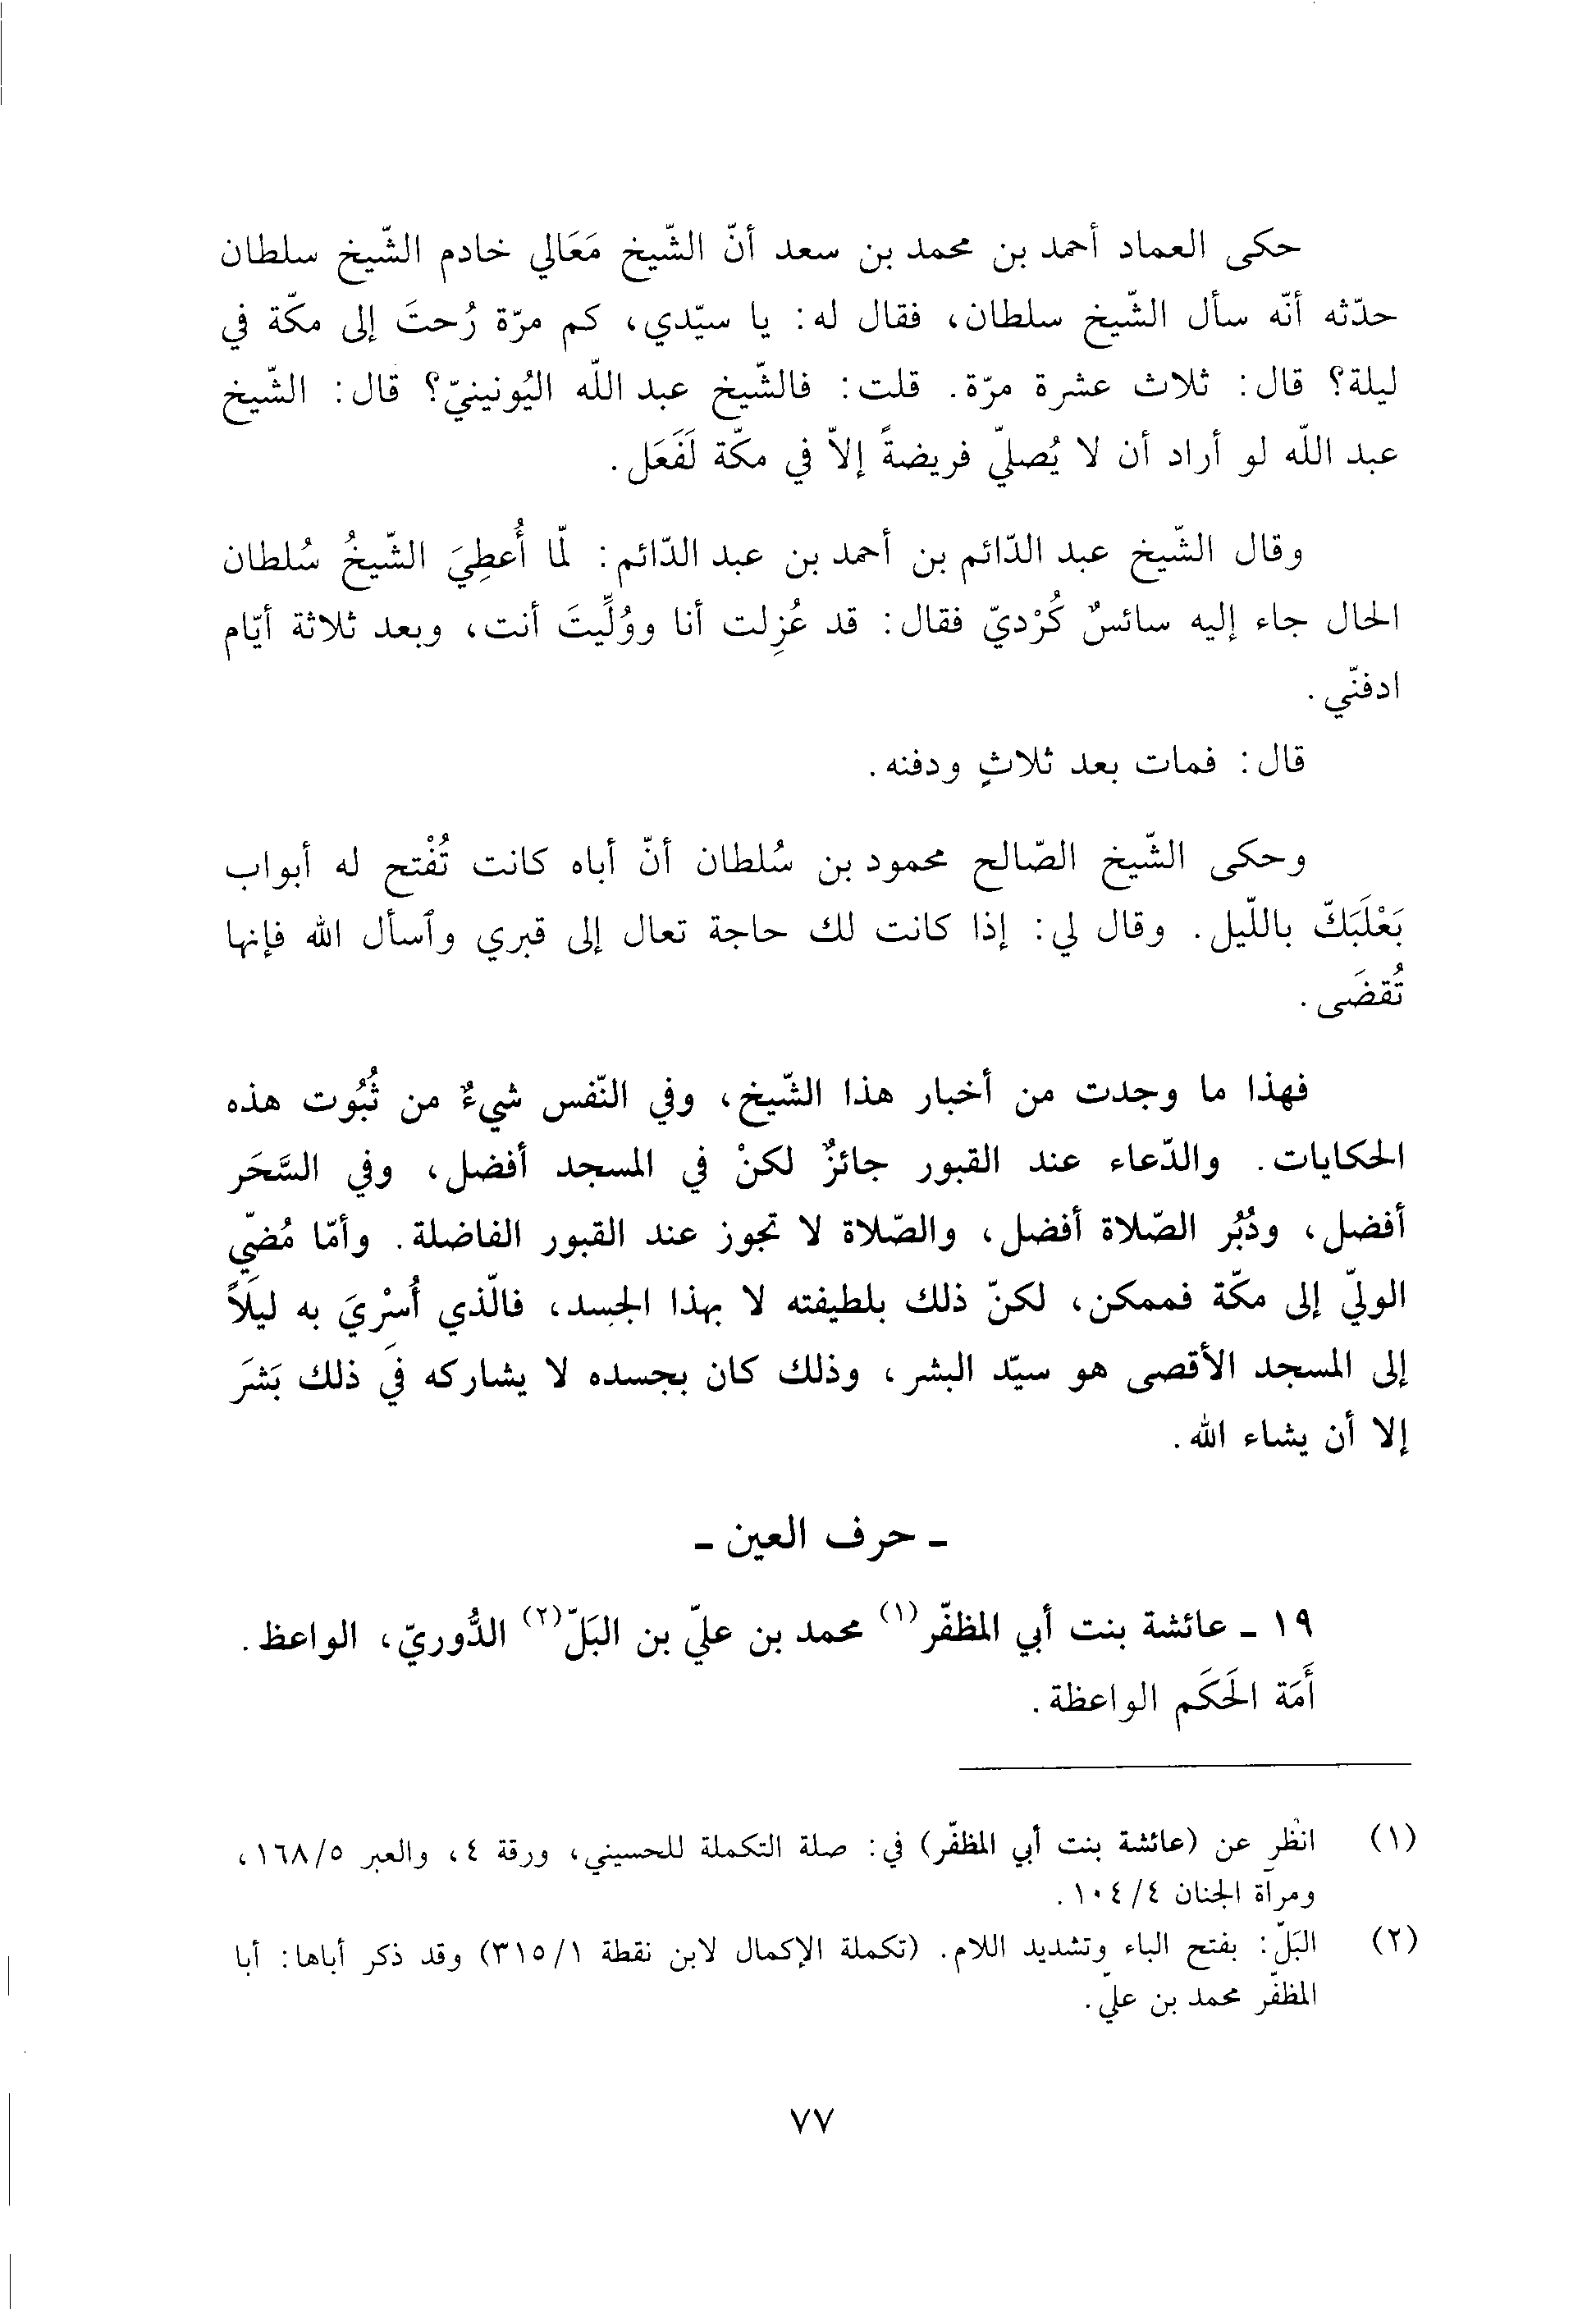 حكى العماد أحمد بن محمد بن سعد أنّ الشّيخ مَعَالي خادم الشّيخ سلطان
حدّثه أنّه سأل الشّيخ سلطان، فقال له: يا سيّدي، كم مرّة رُحتَ إلى مكّة في
ليلة؟ قال: ثلاث عشرة مرّة. قلت: فالشّيخ عبد اللّه اليُونينيّ؟ قال: الشّيخ
عبد اللّه لو أراد أن لا يُصلّي فريضةً إلاّ في مكّة لَفَعَل.
وقال الشّيخ عبد الدّائم بن أحمد بن عبد الدّائم: لمّا أُعطِيَ الشّيخُ سُلطان
الحال جاء إليه سائسٌ كُرْديّ فقال: قد عُزِلت أنا ووُلِّيتَ أنت، وبعد ثلاثة أيّام
ادفنّي.
قال: فمات بعد ثلاثٍ ودفنه.
وحكى الشّيخ الصّالح محمود بن سُلطان أنّ أباه كانت تُفْتح له أبواب
بَعْلَبَكّ باللّيل. وقال لي: إذا كانت لك حاجة تعال إلى قبري وٱسأل الله فإنها
تُقضَى.
فهذا ما وجدت من أخبار هذا الشّيخ، وفي النّفس شيءٌ من ثُبُوت هذه
الحكايات. والدّعاء عند القبور جائزٌ لكنْ في المسجد أفضل، وفي السَّحَر
أفضل، ودُبُر الصّلاة أفضل، والصّلاة لا تجوز عند القبور الفاضلة. وأمّا مُضيّ
الوليّ إلى مكّة فممكن، لكنّ ذلك بلطيفته لا بهذا الجسد، فالّذي أُسْريَ به ليلاً
إلى المسجد الأقصى هو سيّد البشر، وذلك كان بجسده لا يشاركه في ذلك بَشَر
إلا أن يشاء الله.
ـ حرف العين ـ
١٩ ـ عائشة بنت أبي المظفّر(١) محمد بن عليّ بن البَلّ(٢) الدُّوريّ، الواعظ.
أَمَة الحَكَم الواعظة.
(١) انظر عن (عائشة بنت أبي المظفّر) في: صلة التكملة للحسيني، ورقة ٤، والعبر ١٦٨/٥،
ومرآة الجنان ١٠٤/٤.
(٢) البَلّ: بفتح الباء وتشديد اللام. (تكملة الإكمال لابن نقطة ٣١٥/١) وقد ذكر أباها: أبا
المظفّر محمد بن عليّ.
٧٧